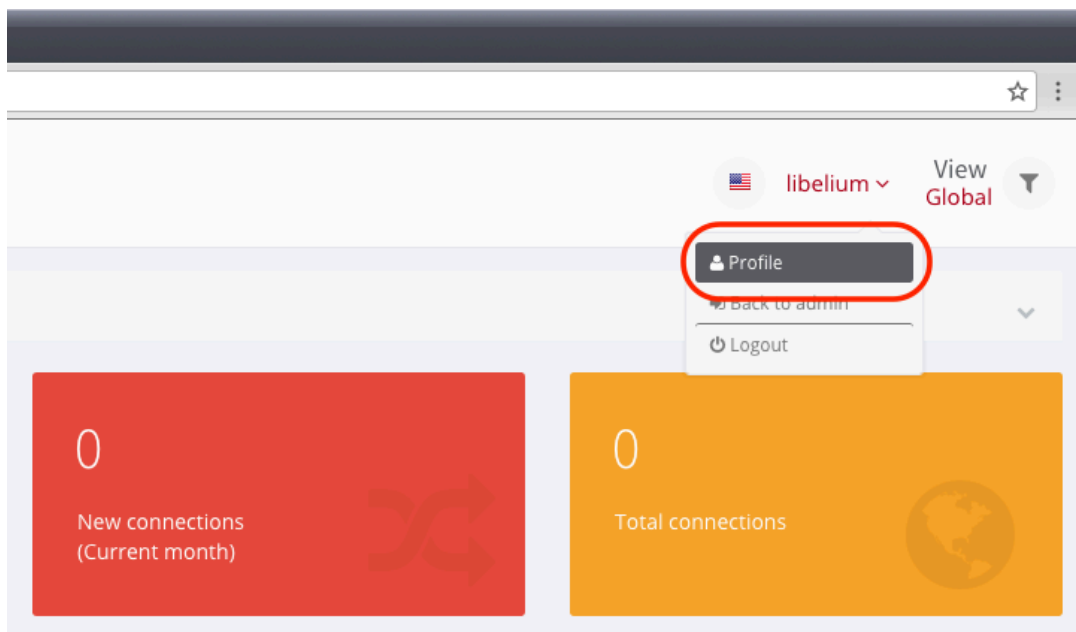 libelium
View
Global
Profile
Back to admin
Logout
0
New connections
(Current month)
0
Total connections